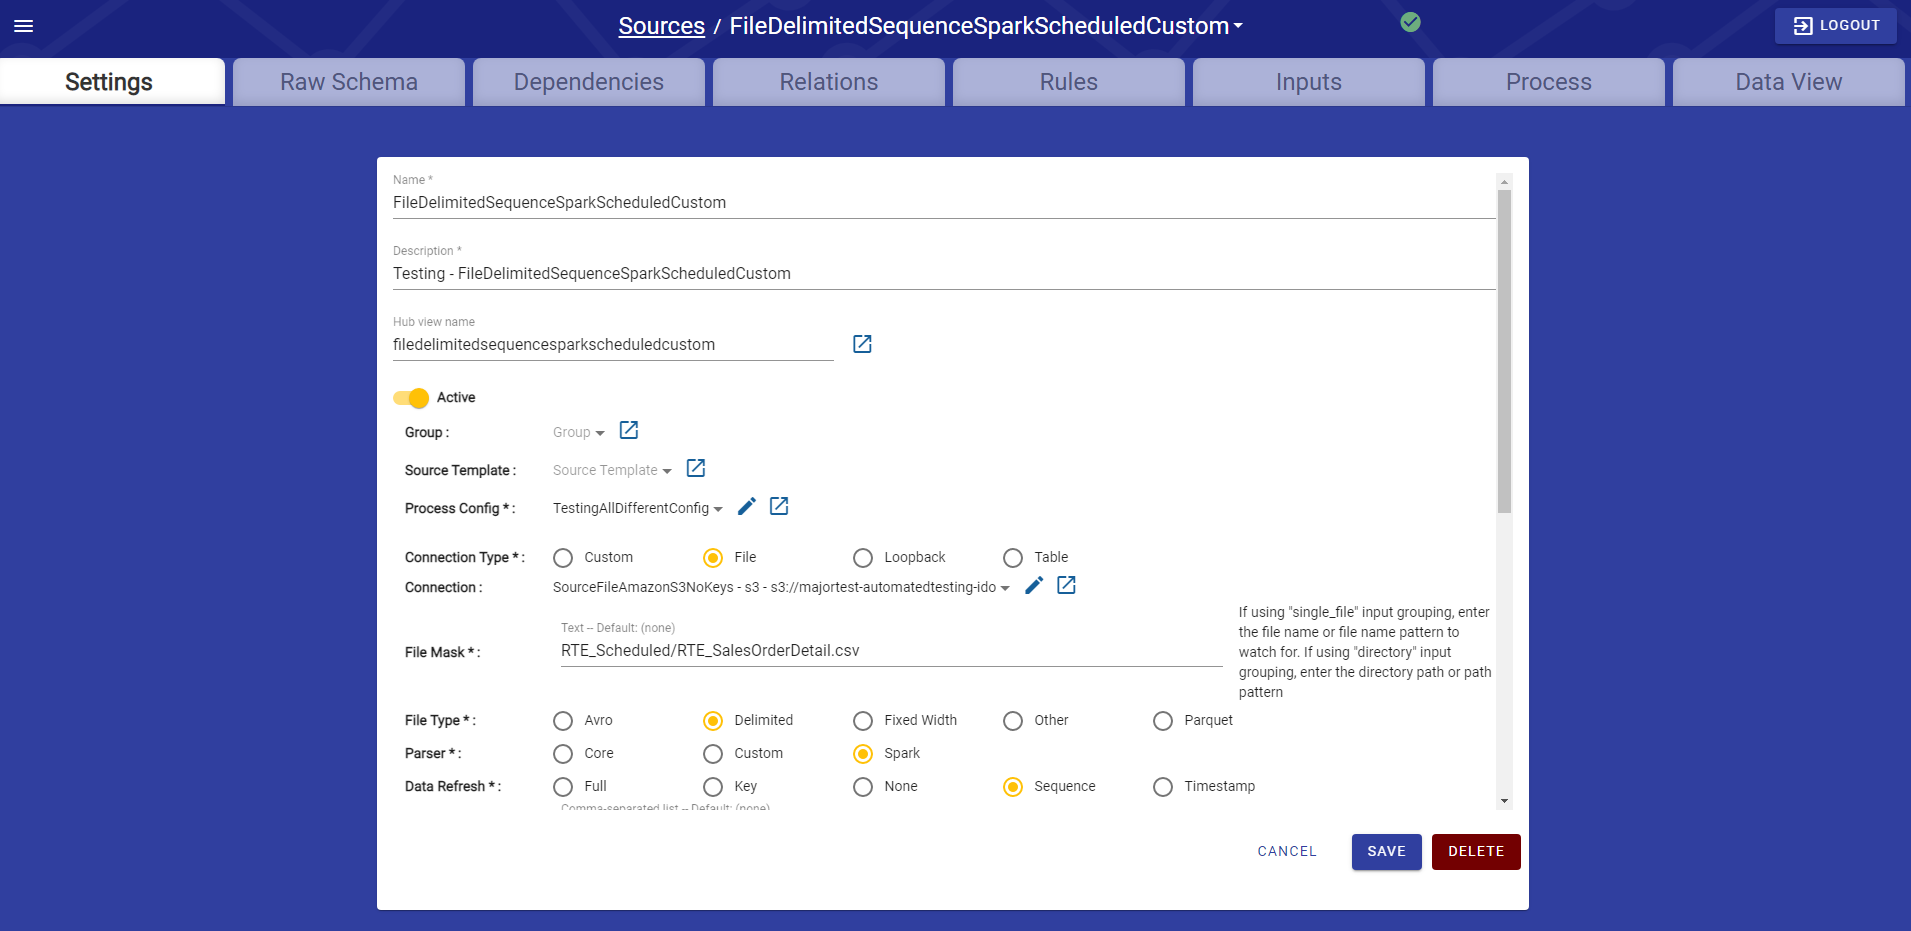 Sources / FileDelimitedSequenceSparkScheduledCustom
LOGOUT
Settings
Raw Schema
Dependencies
Relations
Rules
Inputs
Process
Data View
Name *
FileDelimitedSequenceSparkScheduledCustom
Description *
Testing - FileDelimitedSequenceSparkScheduledCustom
Hub view name
filedelimitedsequencesparkscheduledcustom
Active
Group : Group
Source Template : Source Template
Process Config * : TestingAllDifferentConfig
Connection Type * : Custom File Loopback Table
Connection : SourceFileAmazonS3NoKeys - s3 - s3://majortest-automatedtesting-ido
Text -- Default: (none)
File Mask * : RTE_Scheduled/RTE_SalesOrderDetail.csv
If using "single_file" input grouping, enter
the file name or file name pattern to
watch for. If using "directory" input
grouping, enter the directory path or path
pattern
File Type * : Avro Delimited Fixed Width Other Parquet
Parser * : Core Custom Spark
Data Refresh * : Full Key None Sequence Timestamp
Comma-separated list -- Default: (none)
CANCEL
SAVE
DELETE